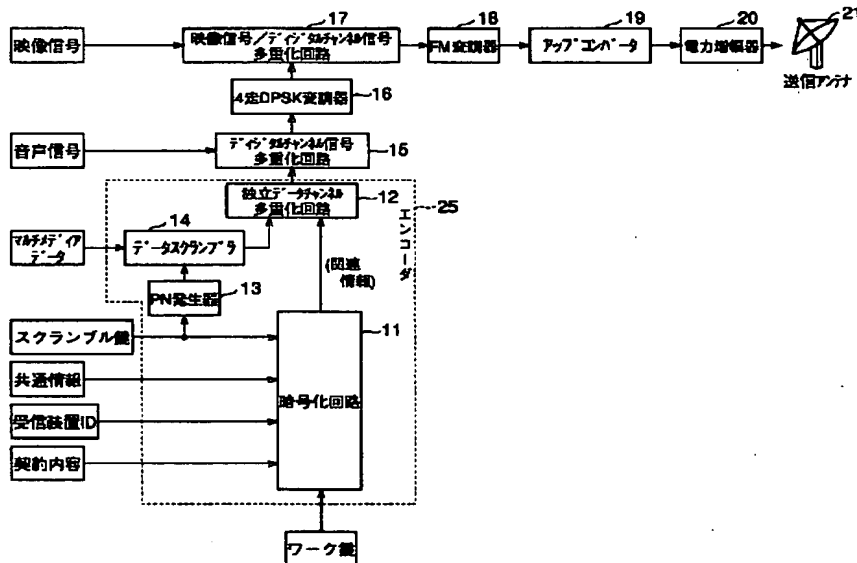 17
18
19
20
21
映像信号
映像信号/ディジタルチャンネル信号
多重化回路
FM変調器
アップコンバータ
電力増幅器
送信アンテナ
4相DPSK変調器
16
音声信号
ディジタルチャンネル信号
多重化回路
15
独立データチャンネル
多重化回路
12
エンコーダ
25
14
マルチメディア
データ
データスクランブラ
(関連
情報)
PN発生器
13
スクランブル鍵
11
共通情報
暗号化回路
受信装置ID
契約内容
ワーク鍵